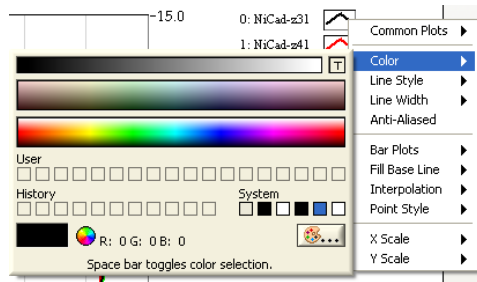 -15.0
0: NiCad-z31
1: NiCad-z41
Common Plots
Color
Line Style
Line Width
Anti-Aliased
Bar Plots
Fill Base Line
Interpolation
Point Style
X Scale
Y Scale
T
User
History
System
R: 0 G: 0 B: 0
...
Space bar toggles color selection.